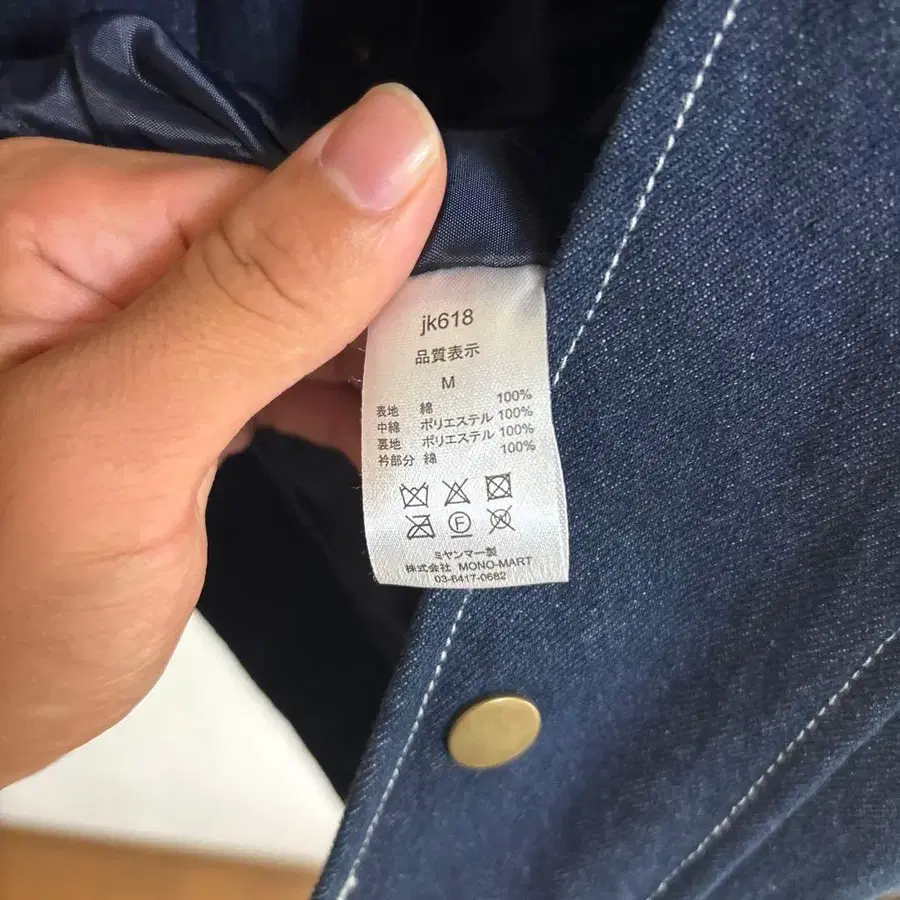 jk618
品質表示
M
表地 綿 100%
中綿 ポリエステル 100%
裏地 ポリエステル 100%
衿部分 綿 100%
F
W
ミヤンマー製
株式会社 MONO-MART
03-6417-0682